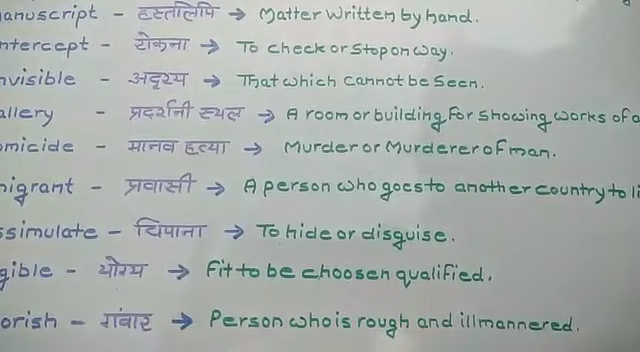 anuscript - हस्तलिपि → Matter written by hand.
ntercept - रोकना → To check or stop on way.
nvisible - अदृश्य → That which cannot be seen.
allery - प्रदर्शनी स्थल → A room or building for showing works of a
omicide - मानव हत्या → Murder or Murderer of man.
migrant - प्रवासी → A person who goes to another country to li
ssimulate - छिपाना → To hide or disguise.
gible - योग्य → Fit to be choosen qualified.
orish - गंवार → Person who is rough and illmannered.